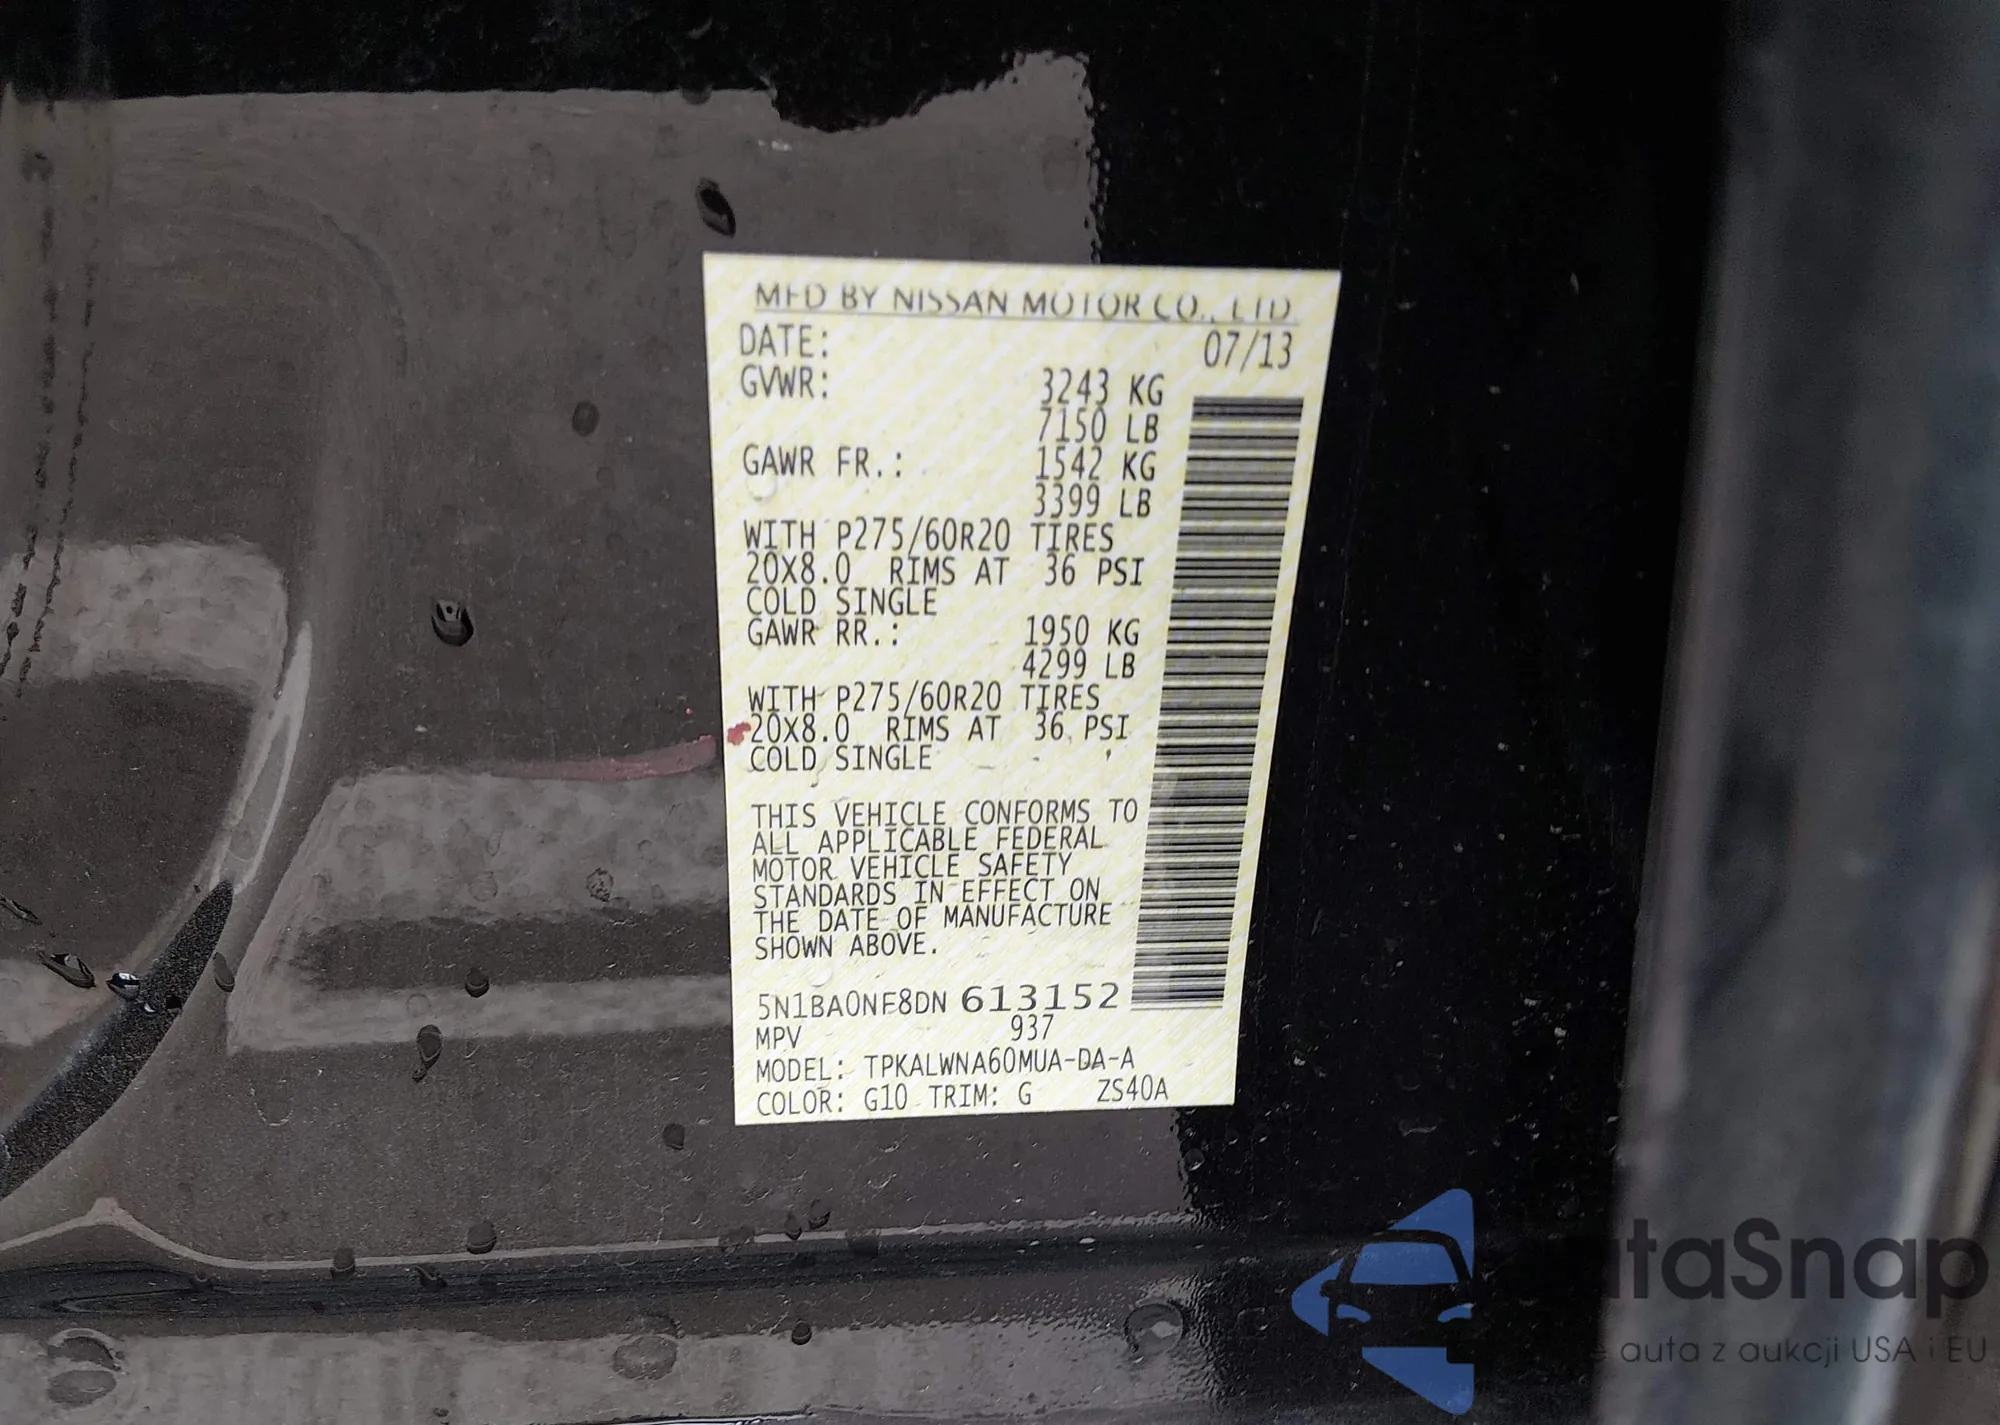 MFD BY NISSAN MOTOR CO., LTD.
DATE: 07/13
GVWR: 3243 KG
7150 LB
GAWR FR.: 1542 KG
3399 LB
WITH P275/60R20 TIRES
20X8.0 RIMS AT 36 PSI
COLD SINGLE
GAWR RR.: 1950 KG
4299 LB
WITH P275/60R20 TIRES
20X8.0 RIMS AT 36 PSI
COLD SINGLE
THIS VEHICLE CONFORMS TO
ALL APPLICABLE FEDERAL
MOTOR VEHICLE SAFETY
STANDARDS IN EFFECT ON
THE DATE OF MANUFACTURE
SHOWN ABOVE.
5N1BA0NF8DN 613152
MPV 937
MODEL: TPKALWNA60MUA-DA-A
COLOR: G10 TRIM: G ZS40A
utaSnap
e auta z aukcji USA i EU